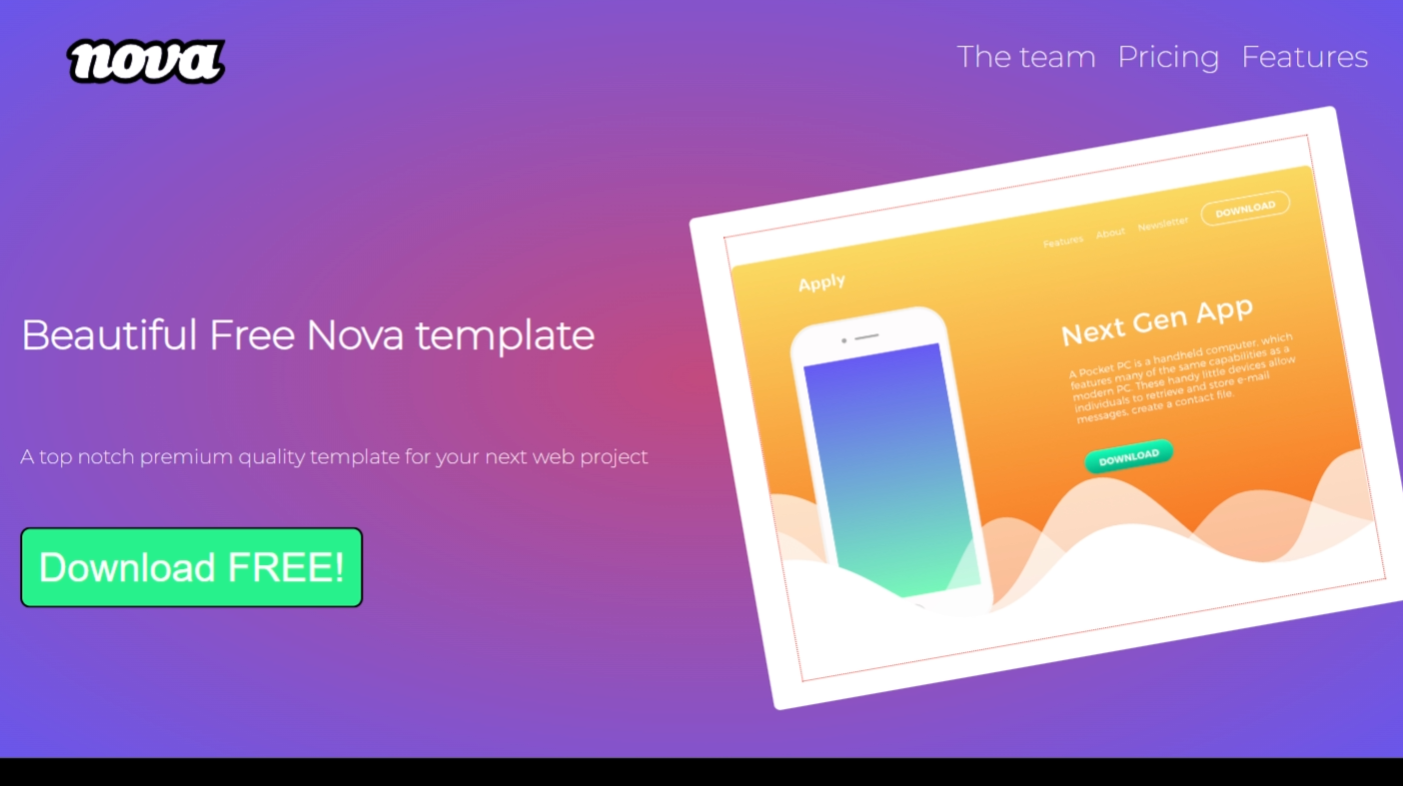 nova
The team Pricing Features
Beautiful Free Nova template
A top notch premium quality template for your next web project
Download FREE!
Features About Newsletter DOWNLOAD
Apply
Next Gen App
A Pocket PC is a handheld computer, which
features many of the same capabilities as a
modern PC. These handy little devices allow
individuals to retrieve and store e-mail
messages, create a contact file.
DOWNLOAD